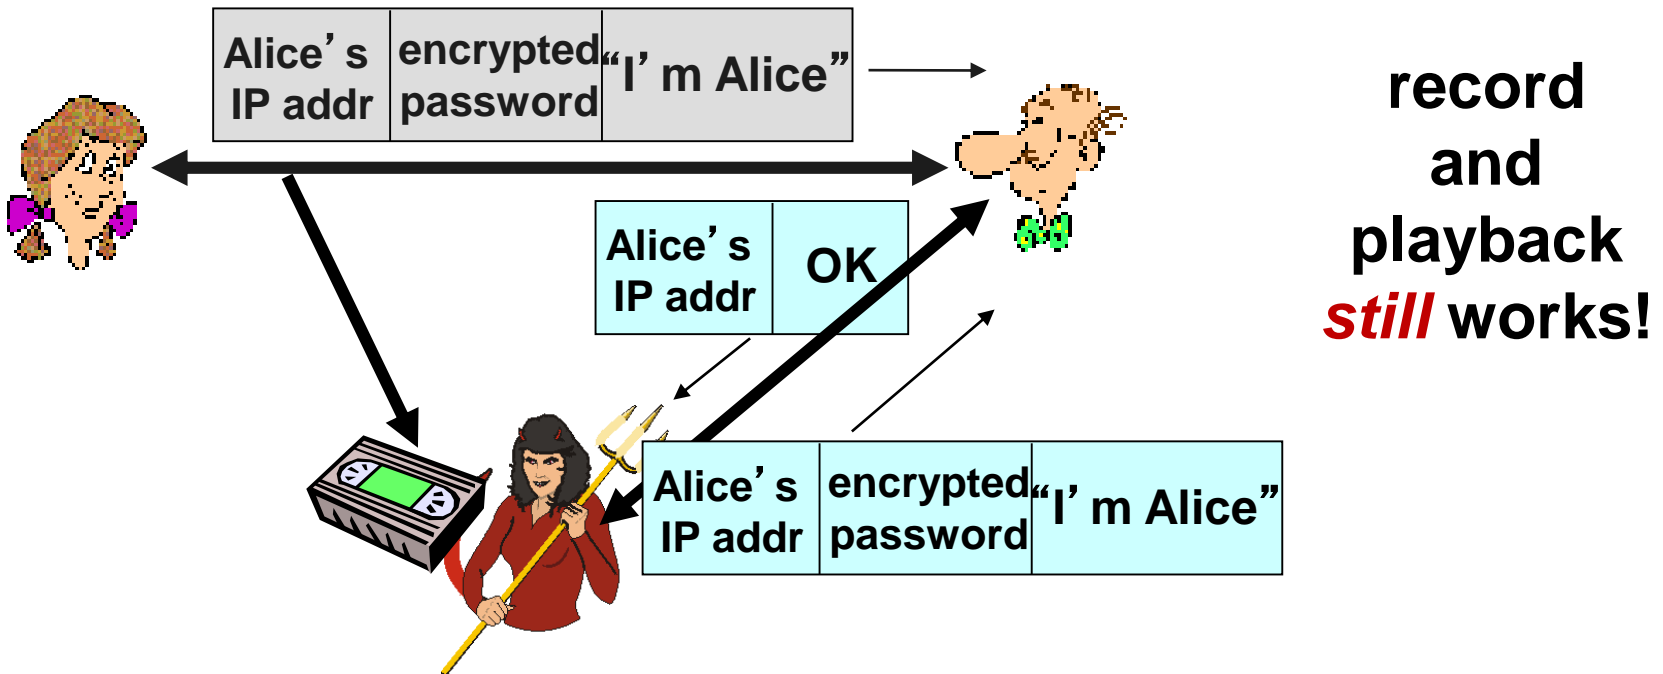 Alice’s
IP addr
encrypted
password
“I’m Alice”
record
and
playback
still works!
Alice’s
IP addr
OK
Alice’s
IP addr
encrypted
password
“I’m Alice”